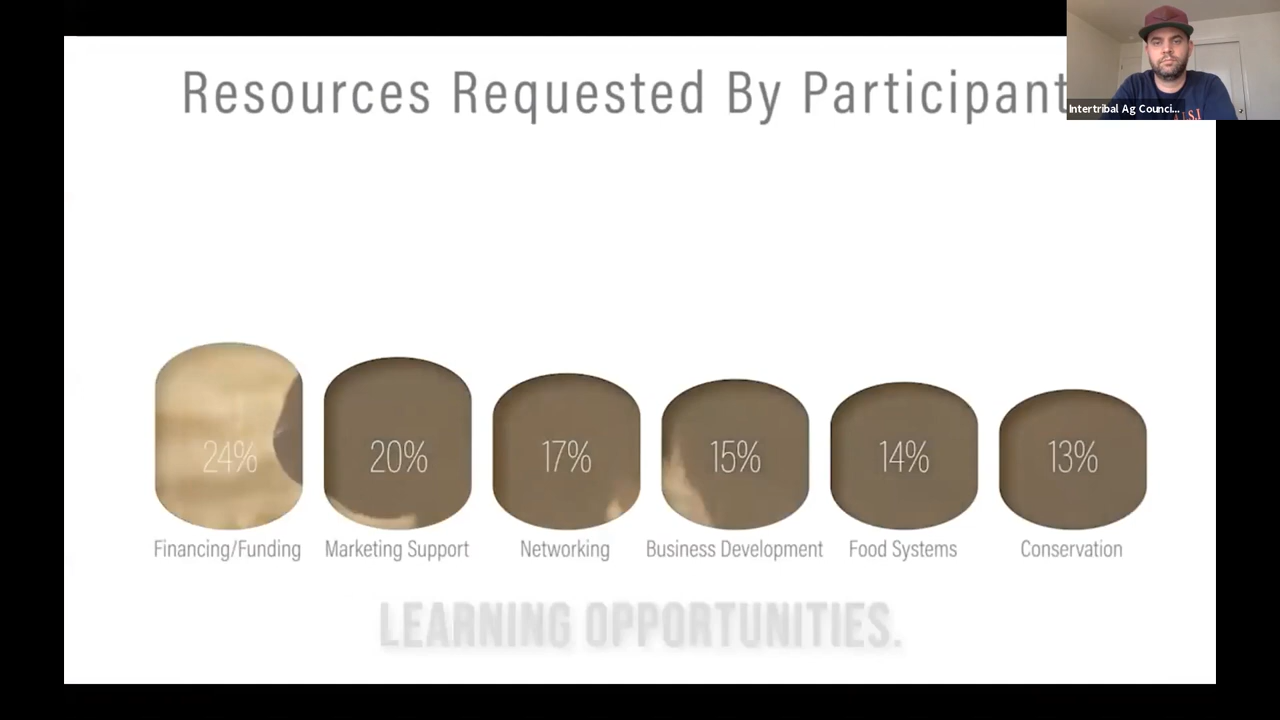 Resources Requested By Participant
Intertribal Ag Counci...
24%
20%
17%
15%
14%
13%
Financing/Funding
Marketing Support
Networking
Business Development
Food Systems
Conservation
LEARNING OPPORTUNITIES.